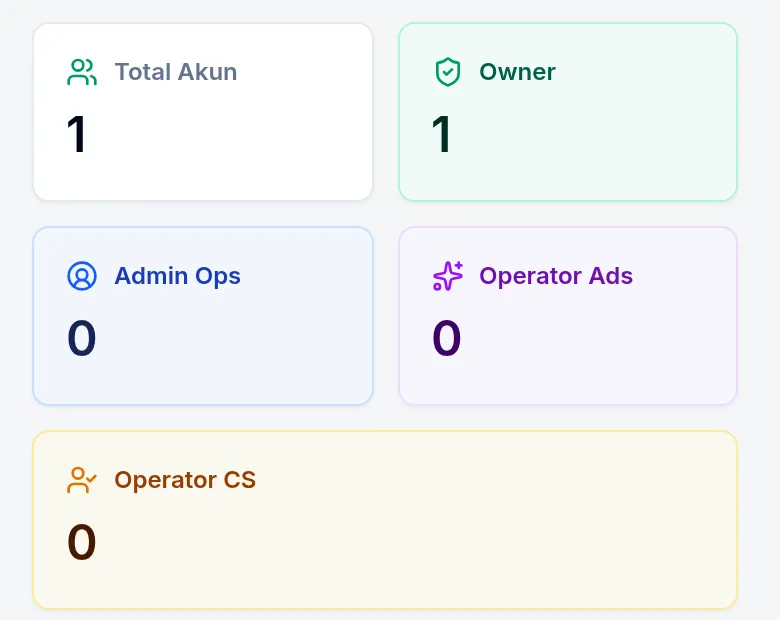 Total Akun
1
Owner
1
Admin Ops
0
Operator Ads
0
Operator CS
0